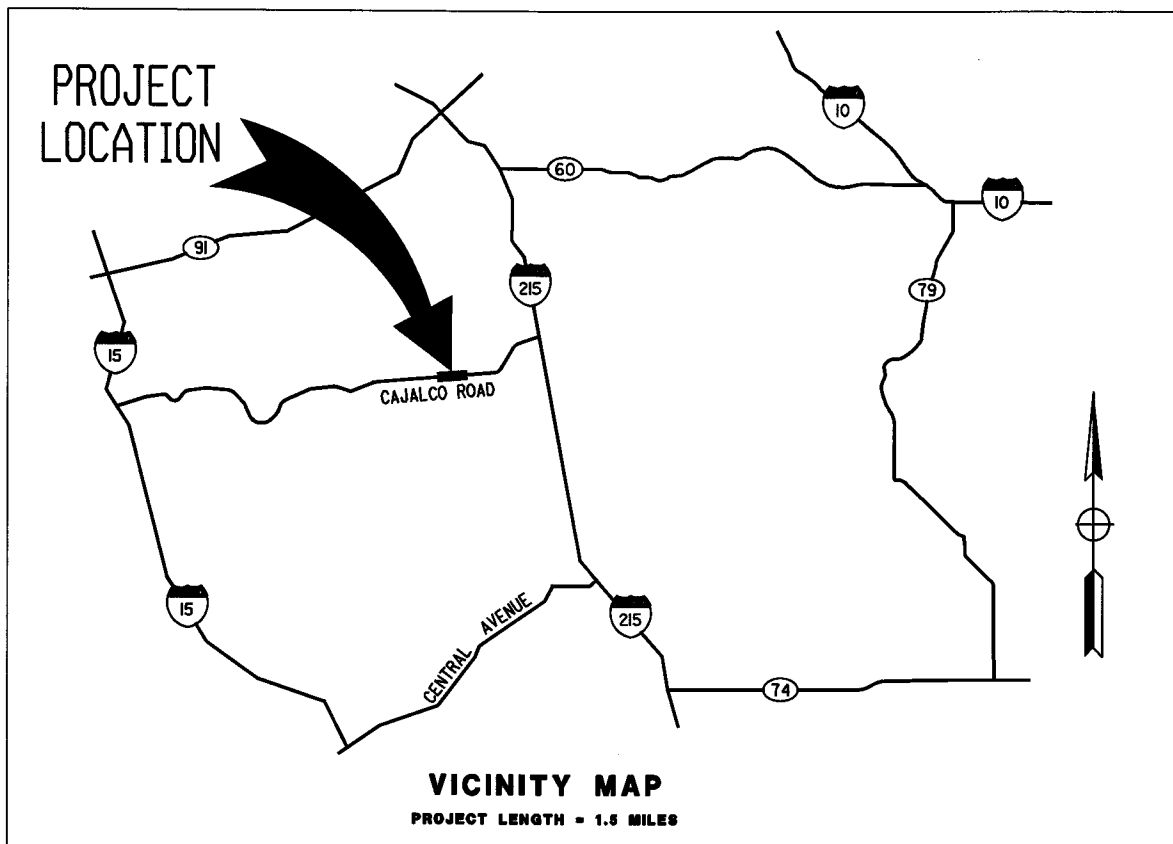 PROJECT
LOCATION
10
60
10
91
79
215
15
CAJALCO ROAD
15
CENTRAL AVENUE
215
74
VICINITY MAP
PROJECT LENGTH = 1.5 MILES